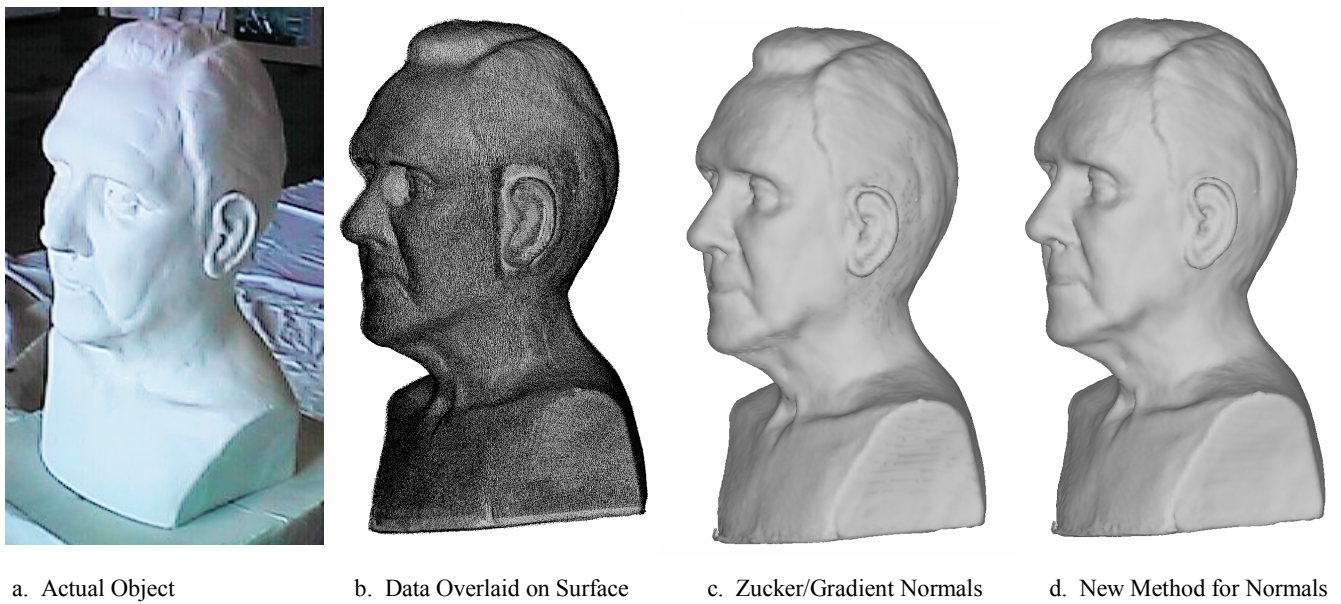 a. Actual Object
b. Data Overlaid on Surface
c. Zucker/Gradient Normals
d. New Method for Normals